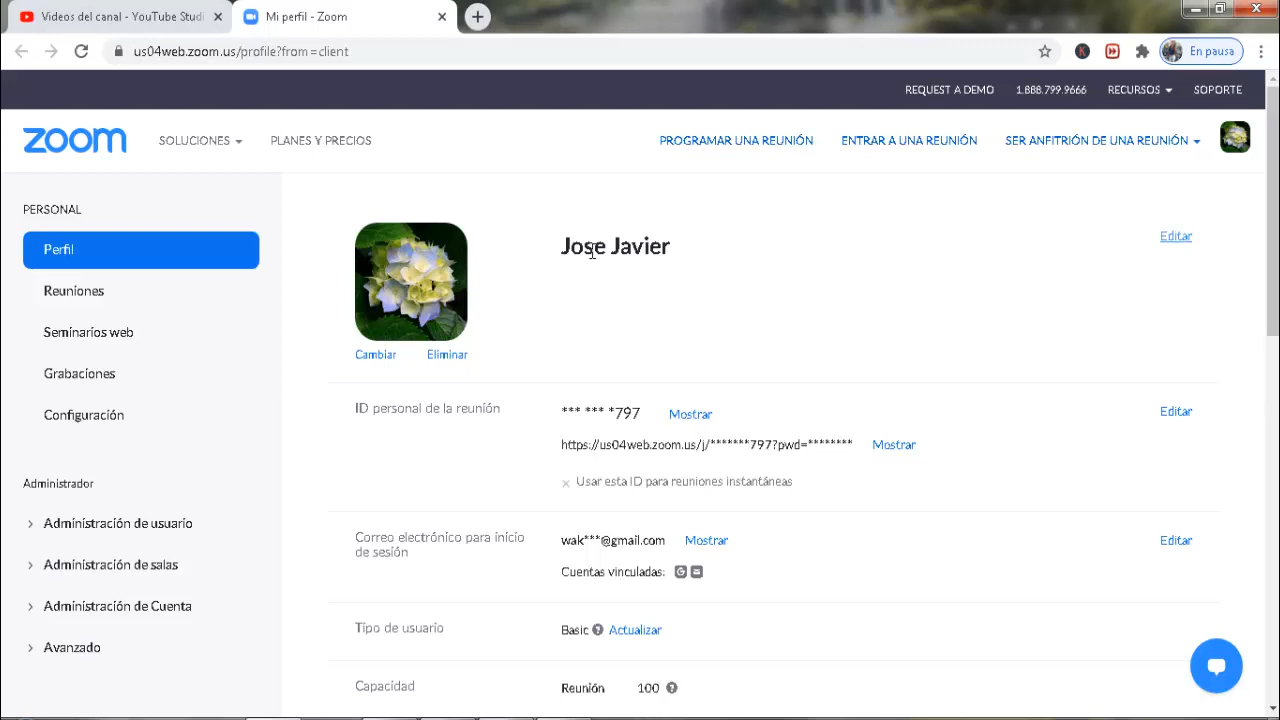 Videos del canal - YouTube Studi
Mi perfil - Zoom
us04web.zoom.us/profile?from=client
K
En pausa
REQUEST A DEMO
1.888.799.9666
RECURSOS
SOPORTE
zoom
SOLUCIONES
PLANES Y PRECIOS
PROGRAMAR UNA REUNIÓN
ENTRAR A UNA REUNIÓN
SER ANFITRIÓN DE UNA REUNIÓN
PERSONAL
Perfil
Reuniones
Seminarios web
Grabaciones
Configuración
Administrador
Administración de usuario
Administración de salas
Administración de Cuenta
Avanzado
Jose Javier
Editar
Cambiar
Eliminar
ID personal de la reunión
*** *** *797 Mostrar
Editar
https://us04web.zoom.us/j/*******797?pwd=******** Mostrar
Usar esta ID para reuniones instantáneas
Correo electrónico para inicio
de sesión
wak***@gmail.com Mostrar
Editar
Cuentas vinculadas:
Tipo de usuario
Basic ? Actualizar
Capacidad
Reunión 100 ?